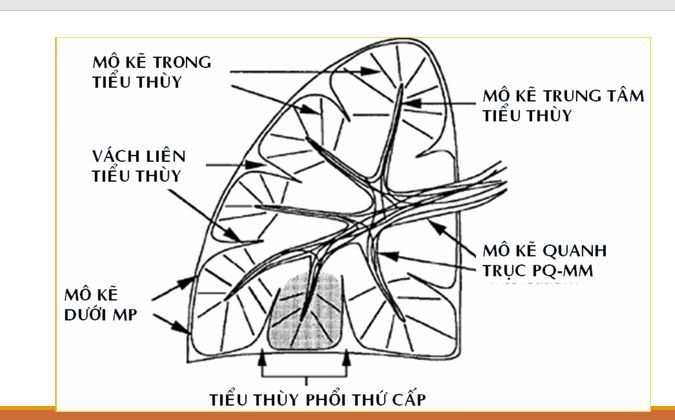 MÔ KẼ TRONG
TIỂU THÙY
MÔ KẼ TRUNG TÂM
TIỂU THÙY
VÁCH LIÊN
TIỂU THÙY
MÔ KẼ QUANH
TRỤC PQ-MM
MÔ KẼ
DƯỚI MP
TIỂU THÙY PHỔI THỨ CẤP